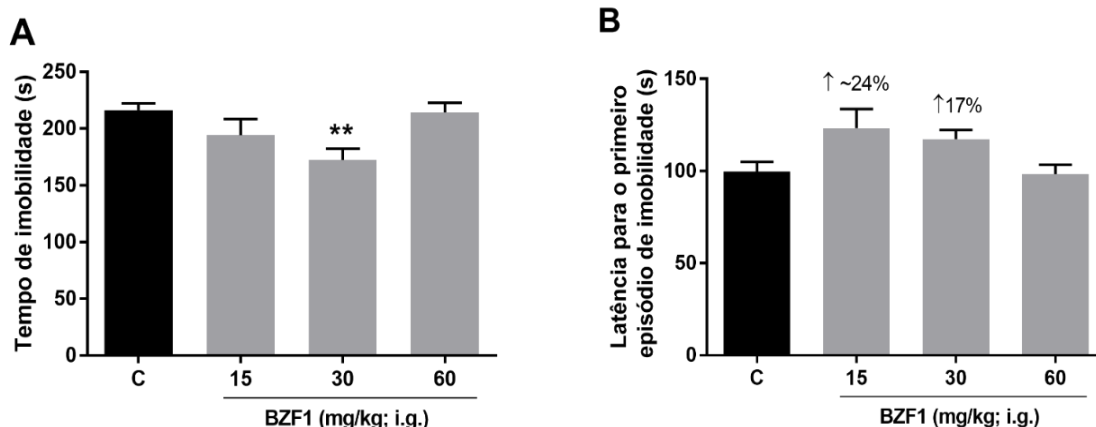 A
Tempo de imobilidade (s)
250
200
150
100
50
0
**
C
15
30
60
BZF1 (mg/kg; i.g.)
B
Latência para o primeiro
episódio de imobilidade (s)
150
100
50
0
↑ ~24%
↑17%
C
15
30
60
BZF1 (mg/kg; i.g.)